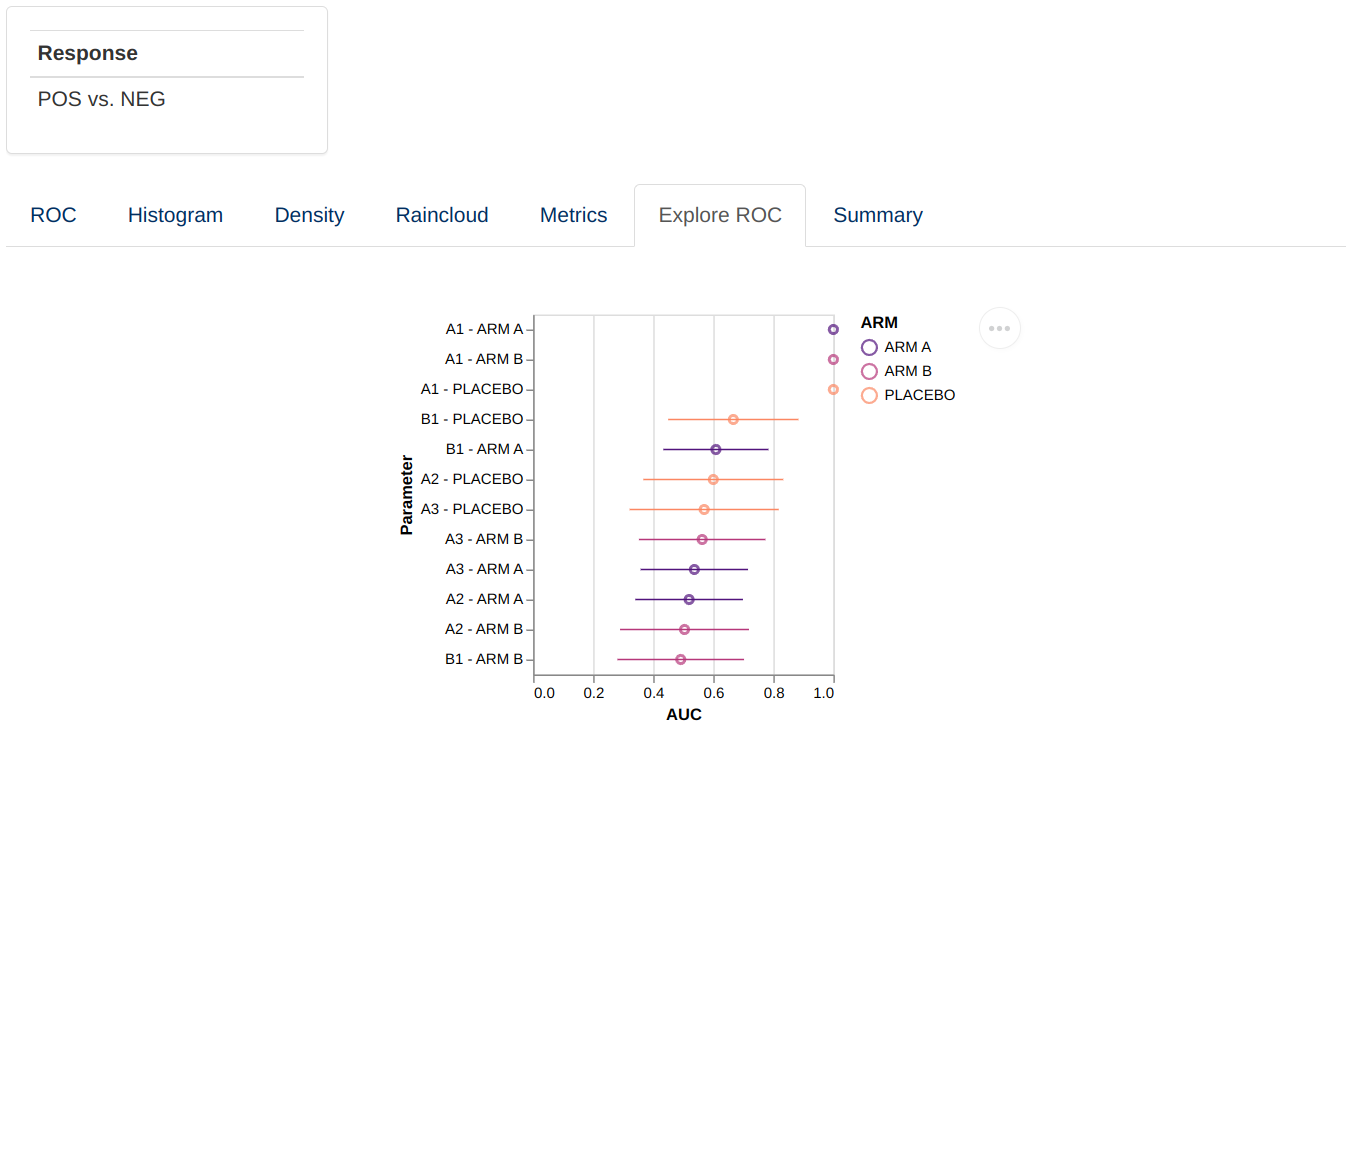 Response
POS vs. NEG
ROC
Histogram
Density
Raincloud
Metrics
Explore ROC
Summary
A1 - ARM A
A1 - ARM B
A1 - PLACEBO
B1 - PLACEBO
B1 - ARM A
A2 - PLACEBO
A3 - PLACEBO
A3 - ARM B
A3 - ARM A
A2 - ARM A
A2 - ARM B
B1 - ARM B
Parameter
0.0 0.2 0.4 0.6 0.8 1.0
AUC
ARM
ARM A
ARM B
PLACEBO